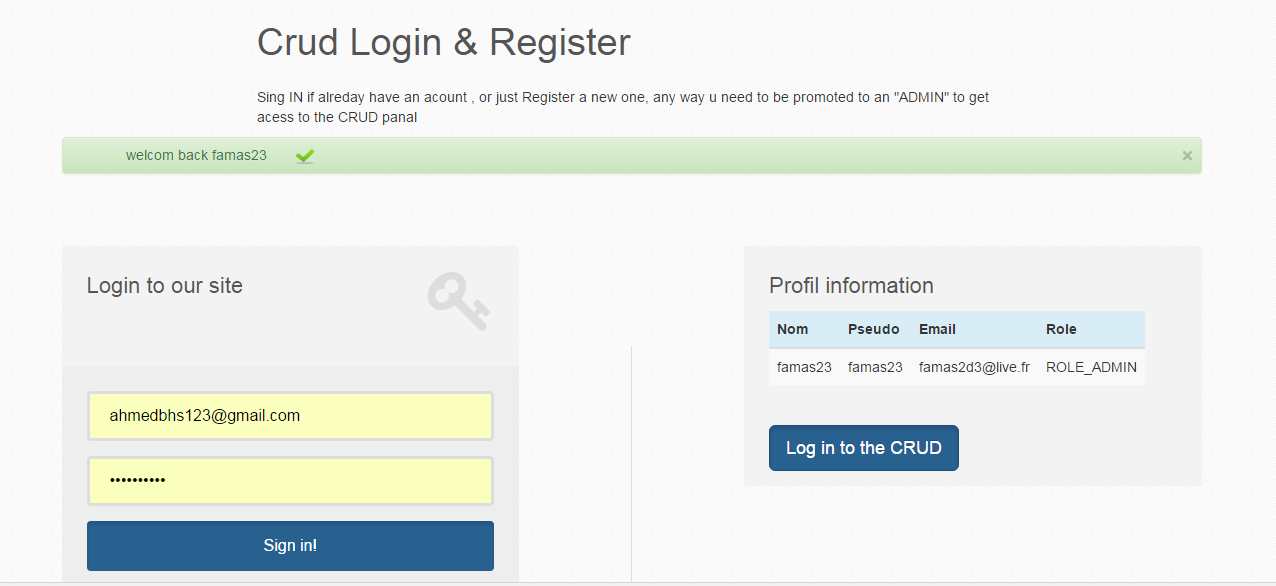 Crud Login & Register
Sing IN if alreday have an acount , or just Register a new one, any way u need to be promoted to an "ADMIN" to get
acess to the CRUD panal
welcom back famas23
×
Login to our site
ahmedbhs123@gmail.com
••••••••••
Sign in!
Profil information
Nom Pseudo Email Role
famas23 famas23 famas2d3@live.fr ROLE_ADMIN
Log in to the CRUD